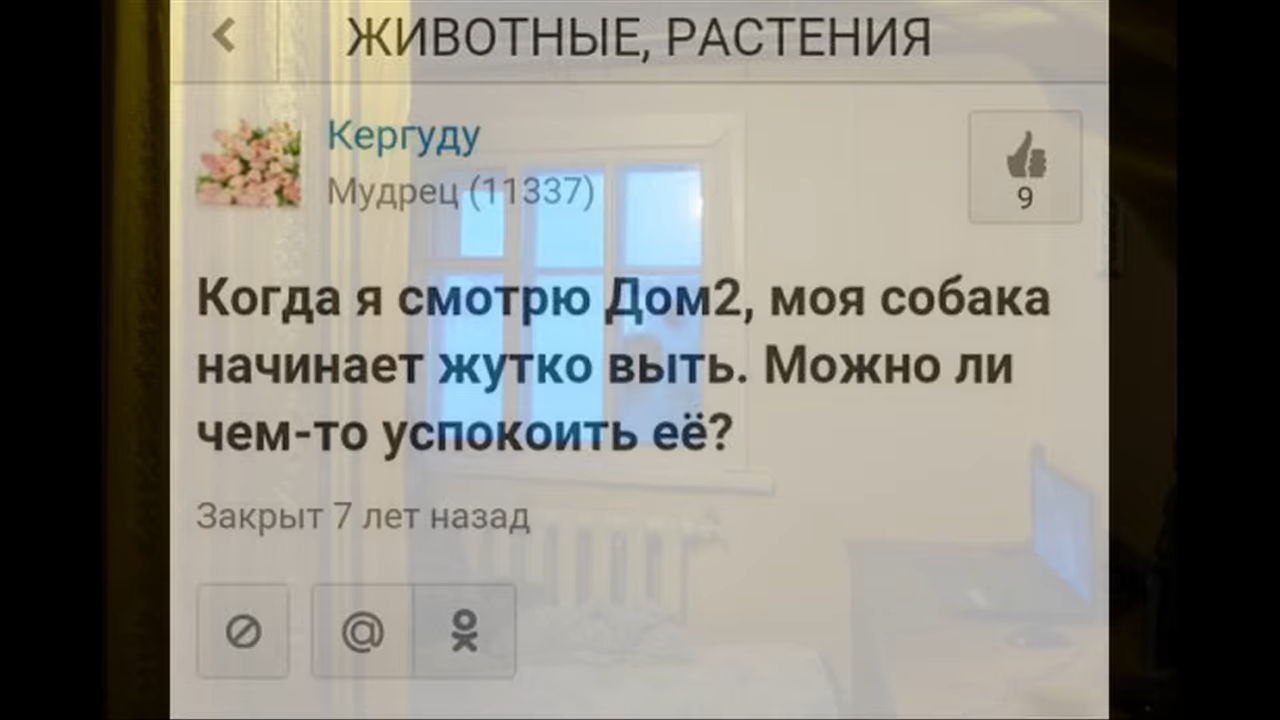 ЖИВОТНЫЕ, РАСТЕНИЯ
Кергуду
Мудрец (11337)
9
Когда я смотрю Дом2, моя собака
начинает жутко выть. Можно ли
чем-то успокоить её?
Закрыт 7 лет назад
@